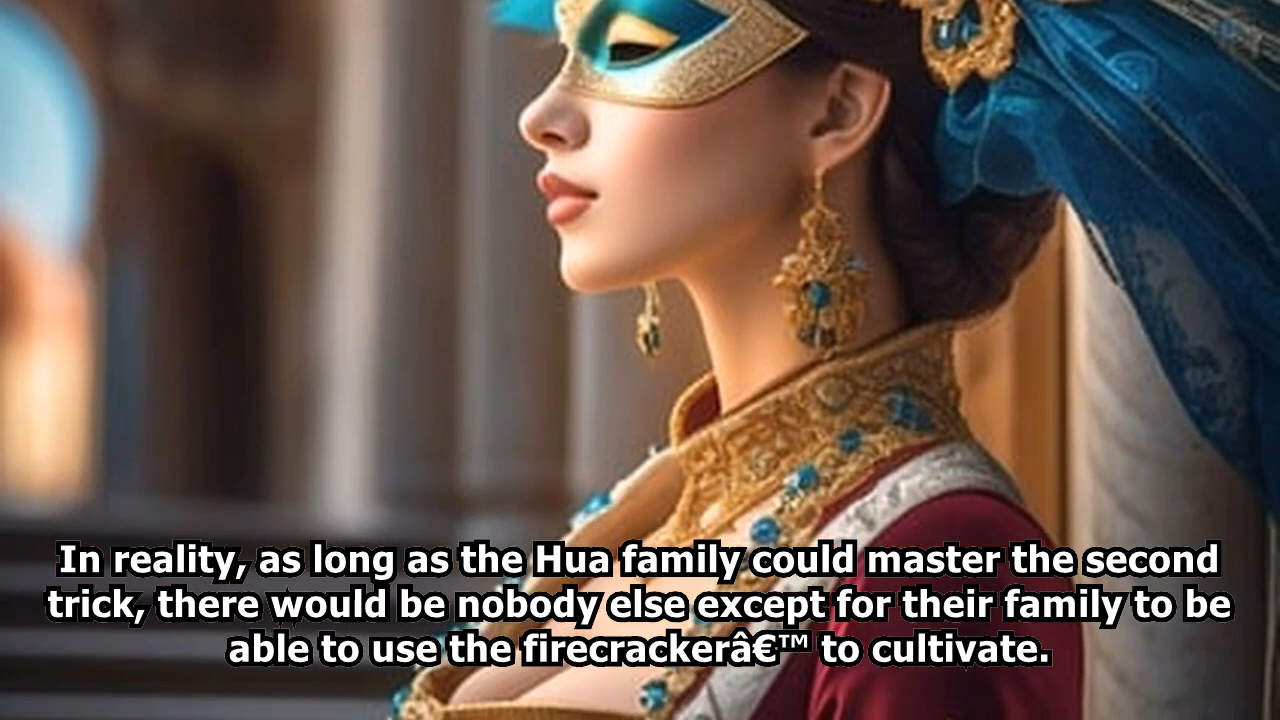 In reality, as long as the Hua family could master the second
trick, there would be nobody else except for their family to be
able to use the firecrackerâ€™ to cultivate.